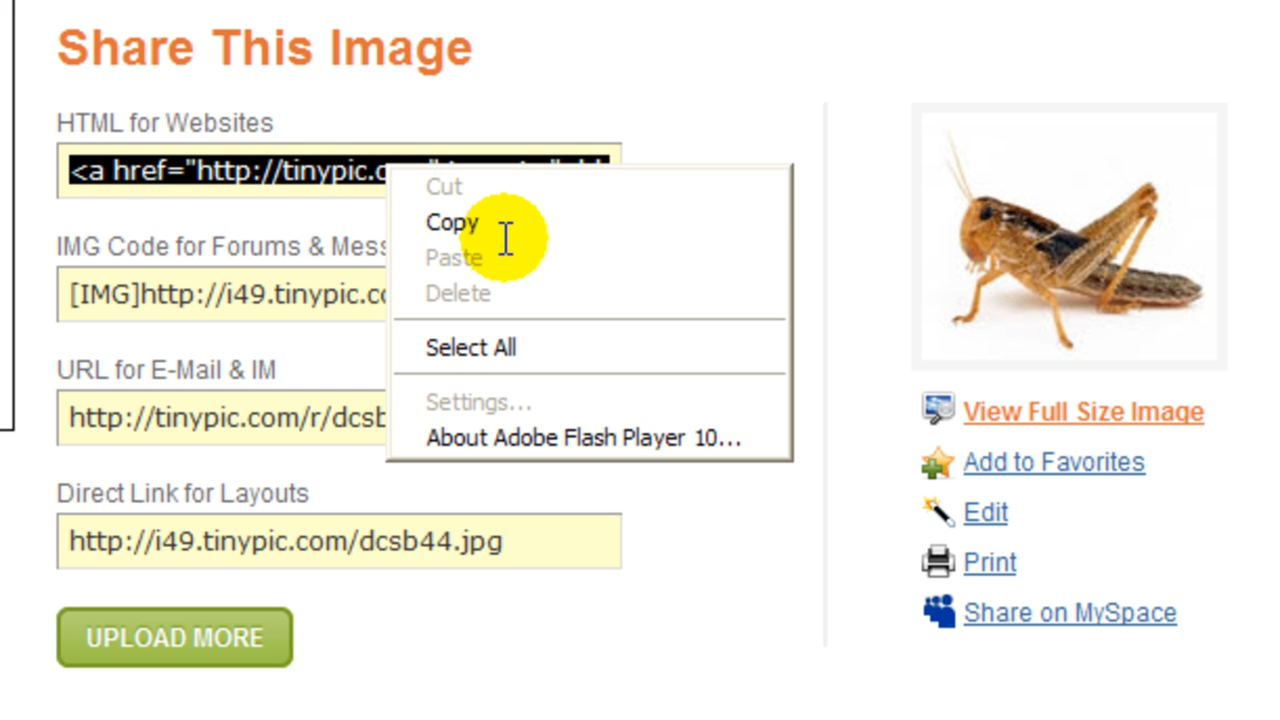 Share This Image
HTML for Websites
<a href="http://tinypic.c
Cut
Copy
Paste
Delete
Select All
Settings...
About Adobe Flash Player 10...
IMG Code for Forums & Mess
[IMG]http://i49.tinypic.co
URL for E-Mail & IM
http://tinypic.com/r/dcsb
Direct Link for Layouts
http://i49.tinypic.com/dcsb44.jpg
UPLOAD MORE
View Full Size Image
Add to Favorites
Edit
Print
Share on MySpace